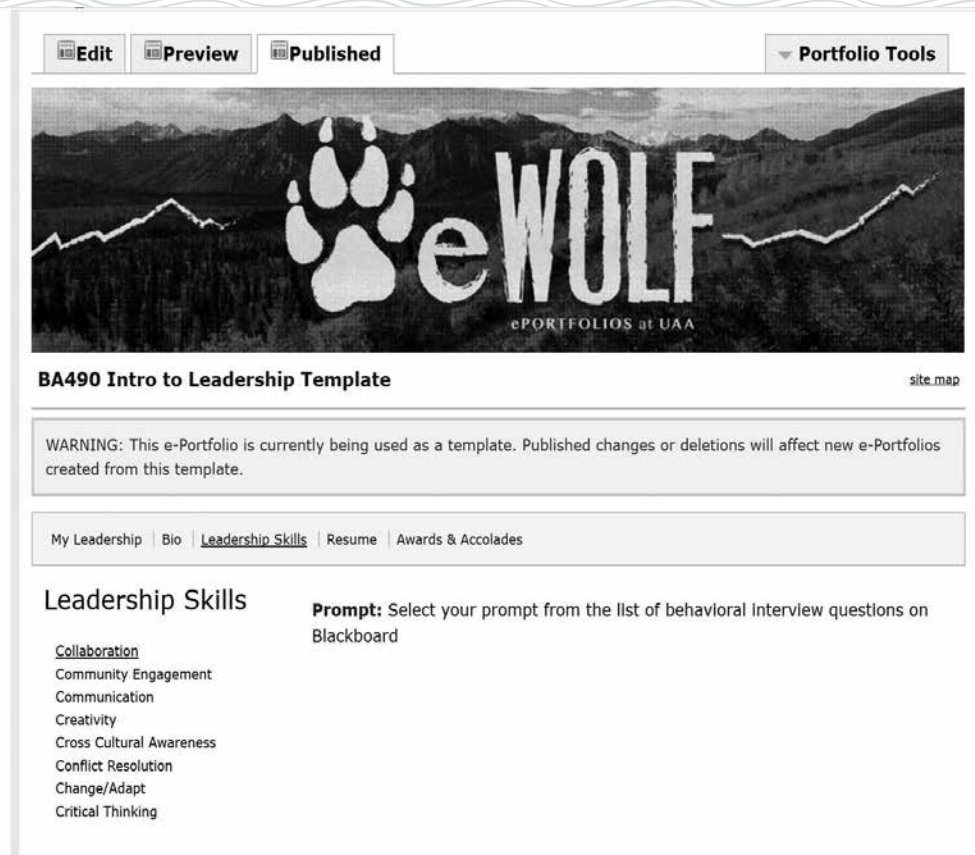 Edit Preview Published Portfolio Tools
eWOLF
ePORTFOLIOS at UAA
BA490 Intro to Leadership Template site map
WARNING: This e-Portfolio is currently being used as a template. Published changes or deletions will affect new e-Portfolios
created from this template.
My Leadership | Bio | Leadership Skills | Resume | Awards & Accolades
Leadership Skills
Prompt: Select your prompt from the list of behavioral interview questions on
Blackboard
Collaboration
Community Engagement
Communication
Creativity
Cross Cultural Awareness
Conflict Resolution
Change/Adapt
Critical Thinking